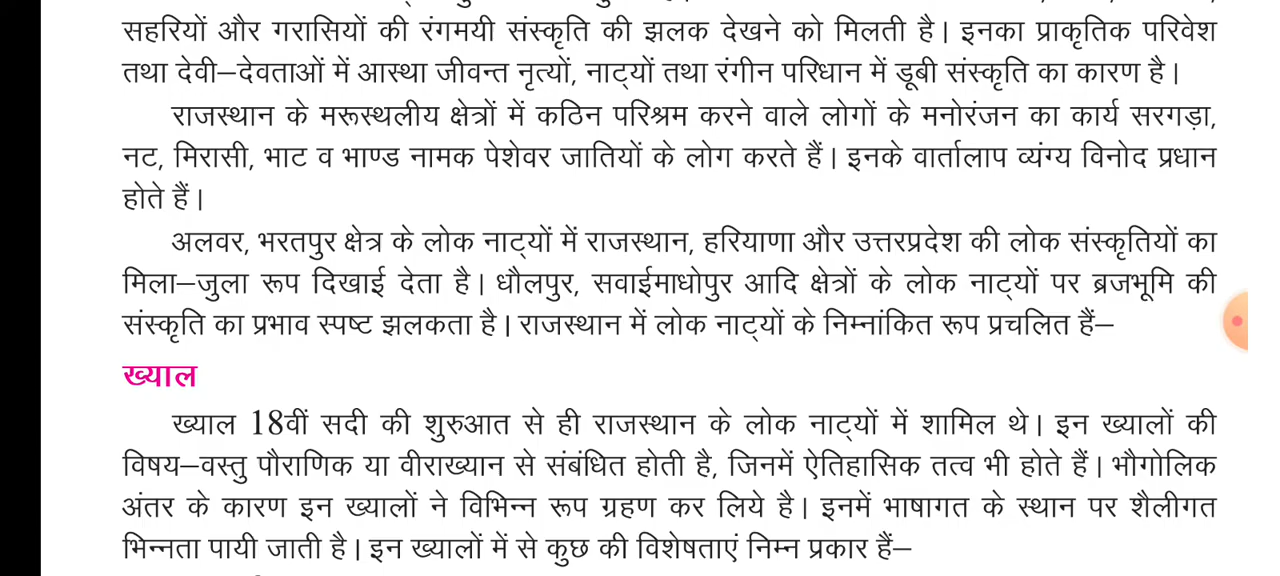 सहरियों और गरासियों की रंगमयी संस्कृति की झलक देखने को मिलती है। इनका प्राकृतिक परिवेश
तथा देवी–देवताओं में आस्था जीवन्त नृत्यों, नाट्यों तथा रंगीन परिधान में डूबी संस्कृति का कारण है।
राजस्थान के मरूस्थलीय क्षेत्रों में कठिन परिश्रम करने वाले लोगों के मनोरंजन का कार्य सरगड़ा,
नट, मिरासी, भाट व भाण्ड नामक पेशेवर जातियों के लोग करते हैं। इनके वार्तालाप व्यंग्य विनोद प्रधान
होते हैं।
अलवर, भरतपुर क्षेत्र के लोक नाट्यों में राजस्थान, हरियाणा और उत्तरप्रदेश की लोक संस्कृतियों का
मिला–जुला रूप दिखाई देता है। धौलपुर, सवाईमाधोपुर आदि क्षेत्रों के लोक नाट्यों पर ब्रजभूमि की
संस्कृति का प्रभाव स्पष्ट झलकता है। राजस्थान में लोक नाट्यों के निम्नांकित रूप प्रचलित हैं–
ख्याल
ख्याल 18वीं सदी की शुरुआत से ही राजस्थान के लोक नाट्यों में शामिल थे। इन ख्यालों की
विषय–वस्तु पौराणिक या वीराख्यान से संबंधित होती है, जिनमें ऐतिहासिक तत्व भी होते हैं। भौगोलिक
अंतर के कारण इन ख्यालों ने विभिन्न रूप ग्रहण कर लिये है। इनमें भाषागत के स्थान पर शैलीगत
भिन्नता पायी जाती है। इन ख्यालों में से कुछ की विशेषताएं निम्न प्रकार हैं–